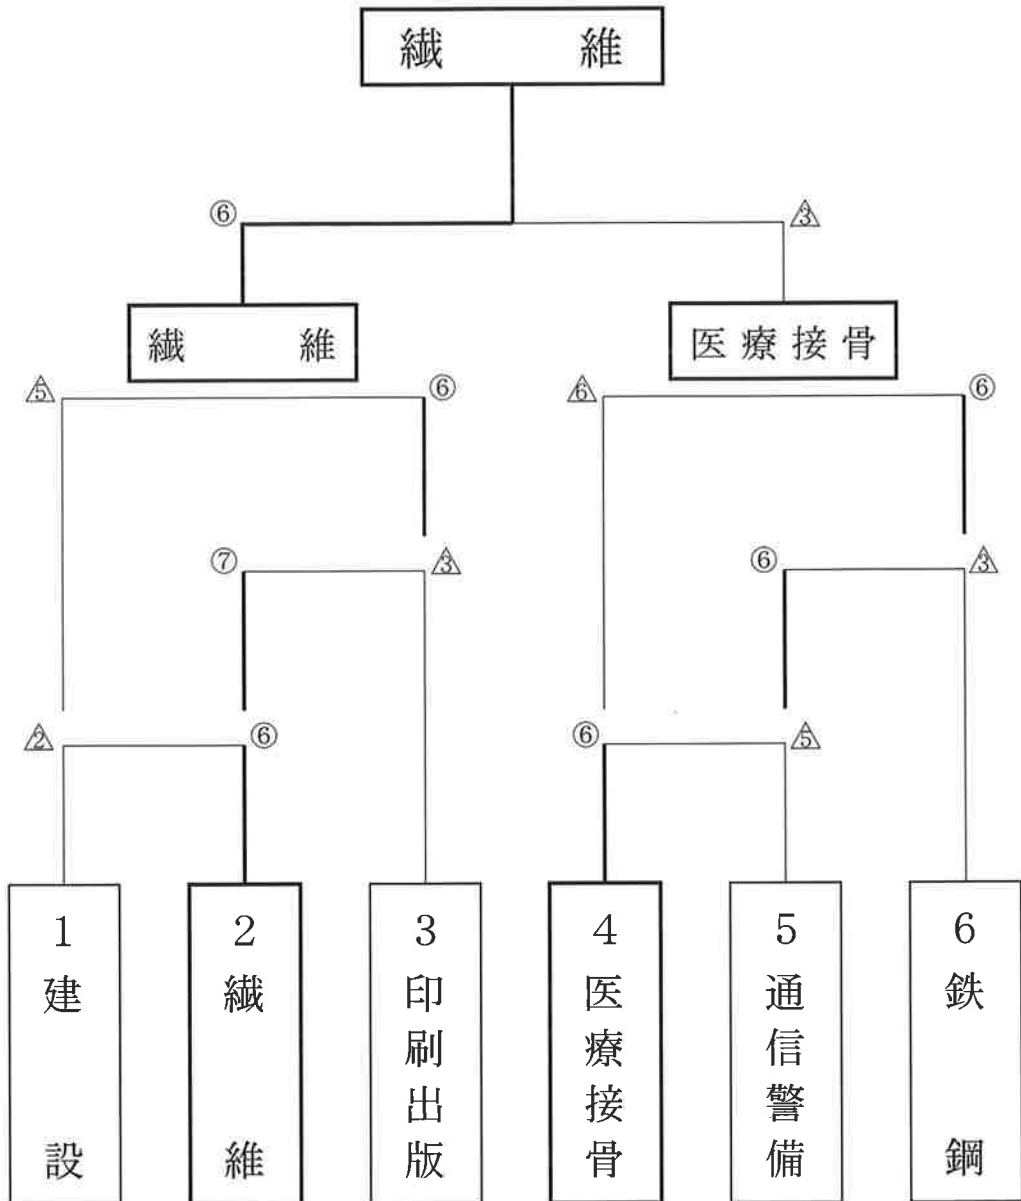 繊維
⑥ 3
繊維 医療接骨
5 ⑥ 6 ⑥
⑦ 3 ⑥ 3
2 ⑥ ⑥ 5
1 建設
2 繊維
3 印刷出版
4 医療接骨
5 通信警備
6 鉄鋼